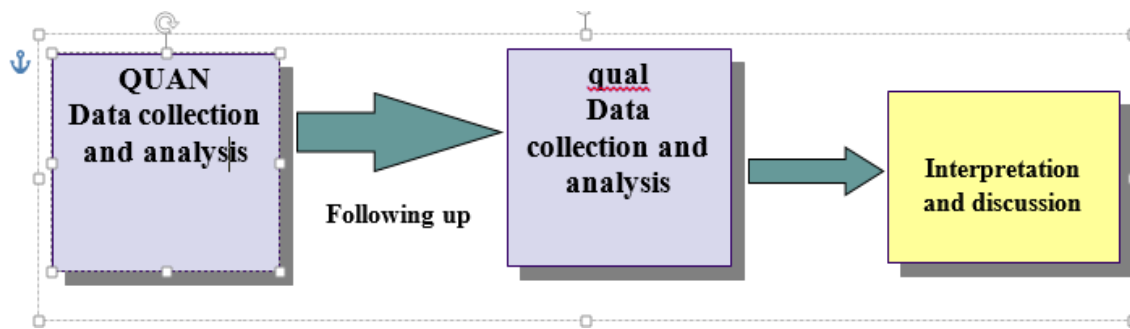 QUAN
Data collection
and analysis
Following up
qual
Data
collection and
analysis
Interpretation
and discussion